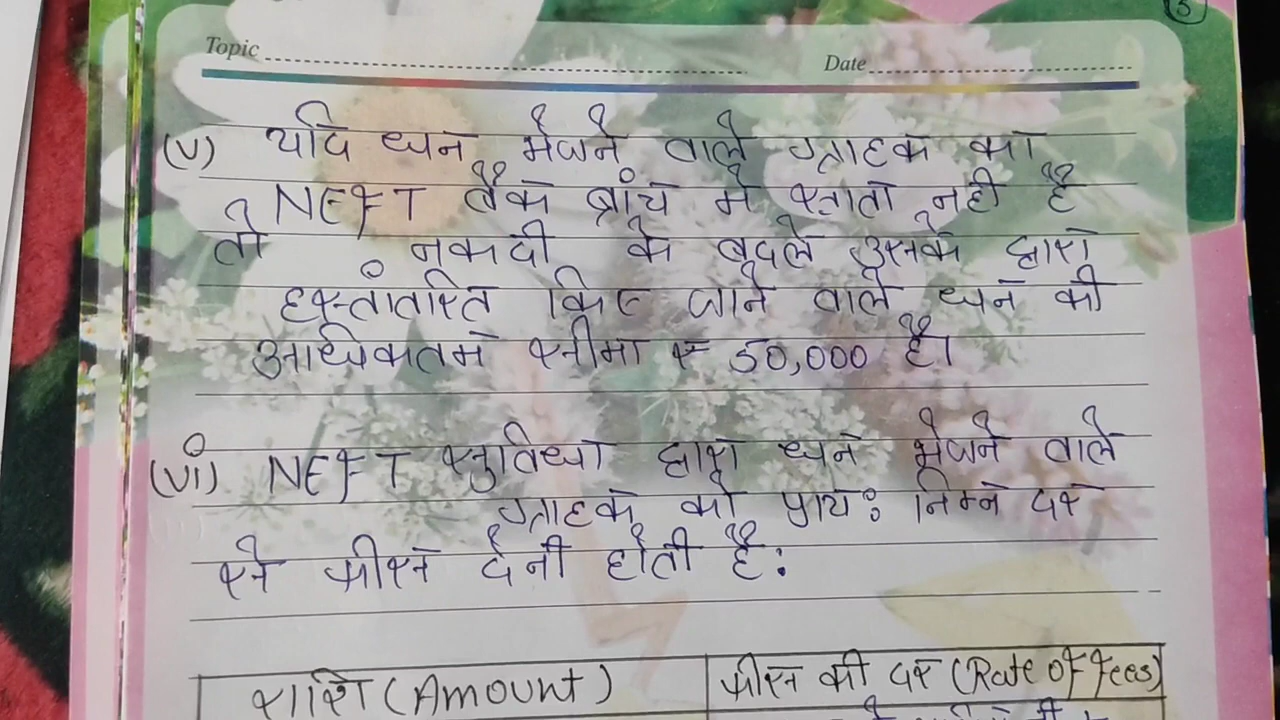 5
Topic
Date
(v) यदि धन भेजने वाले ग्राहक का
NEFT बैंक ब्रांच में खाता नहीं है
तो नकदी के बदले उसके द्वारा
हस्तांतरित किए जाने वाले धन की
अधिकतम सीमा रु 50,000 है।
(vi) NEFT सुविधा द्वारा धन भेजने वाले
ग्राहक को प्रायः निम्न दर
से फीस देनी होती है:
राशि (Amount)
फीस की दर (Rate of fees)